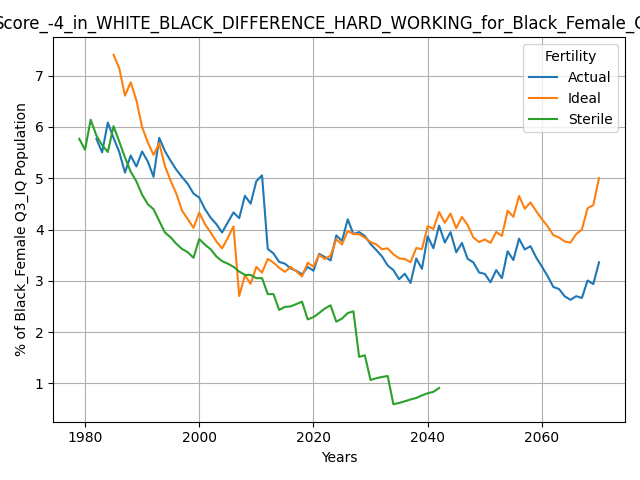 Score_-4_in_WHITE_BLACK_DIFFERENCE_HARD_WORKING_for_Black_Female_
Fertility
Actual
Ideal
Sterile
% of Black_Female Q3_IQ Population
7
6
5
4
3
2
1
1980
2000
2020
2040
2060
Years